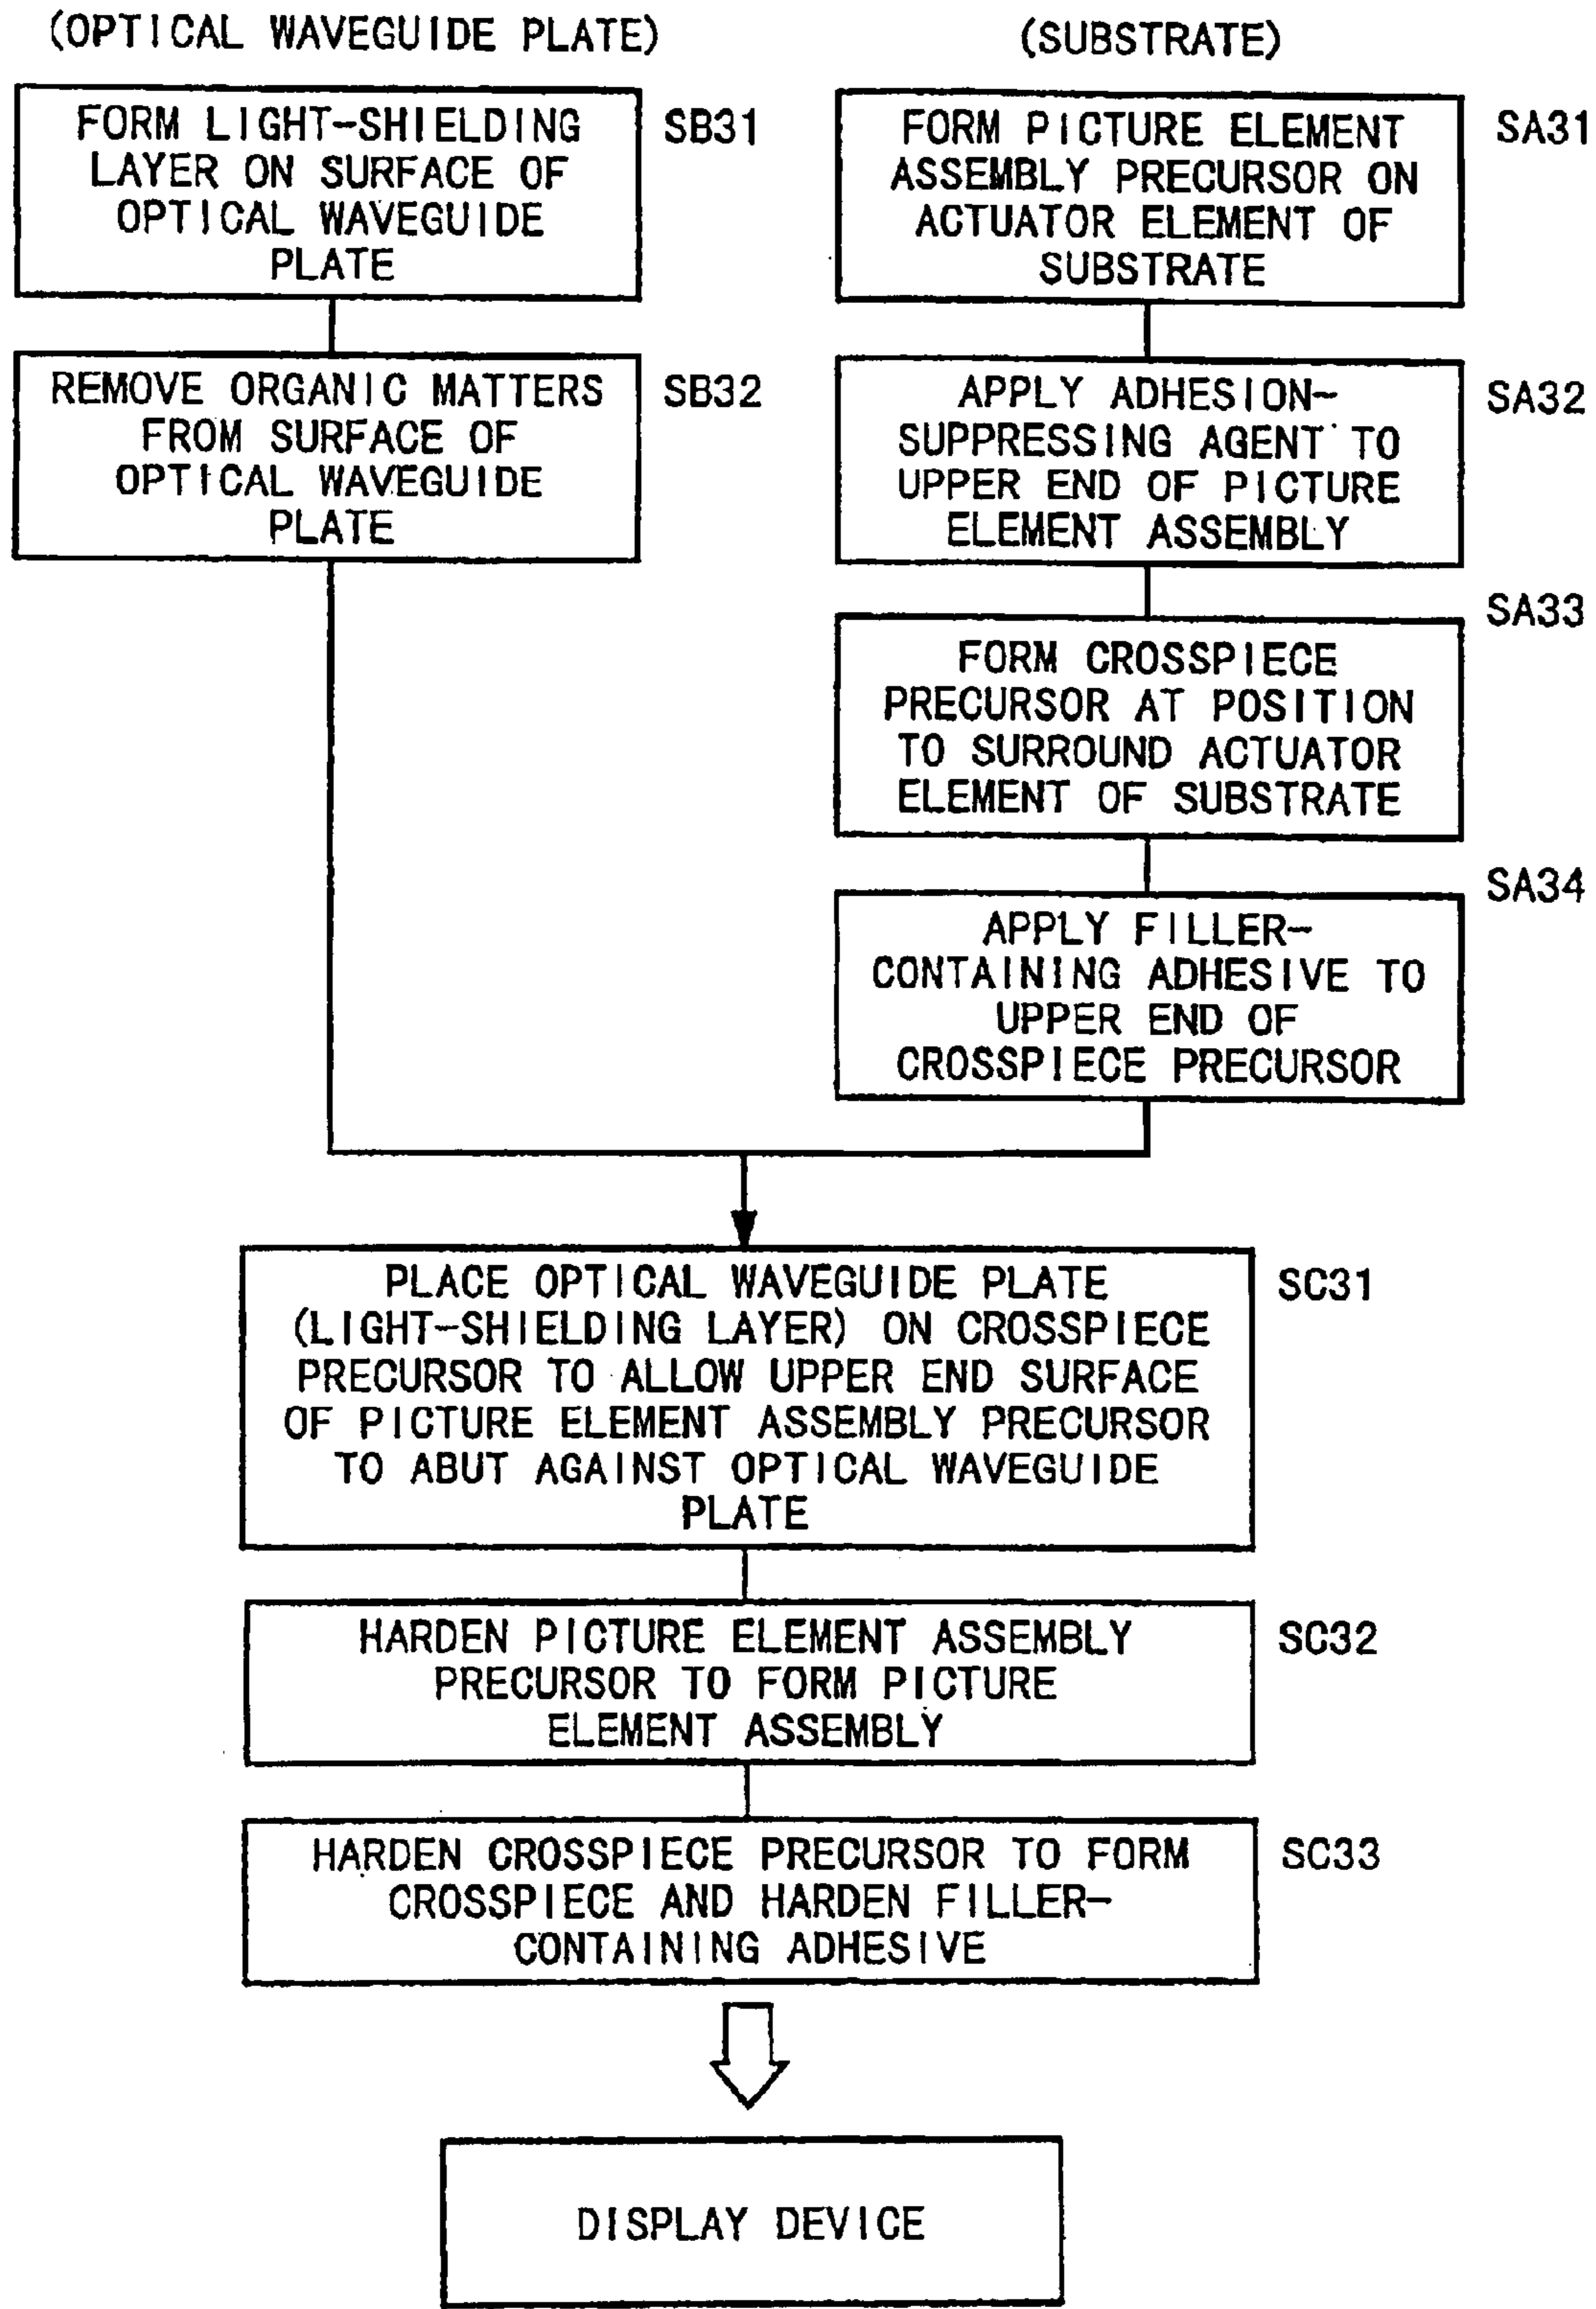 (OPTICAL WAVEGUIDE PLATE)
FORM LIGHT-SHIELDING
LAYER ON SURFACE OF
OPTICAL WAVEGUIDE
PLATE
SB31
REMOVE ORGANIC MATTERS
FROM SURFACE OF
OPTICAL WAVEGUIDE
PLATE
SB32
(SUBSTRATE)
FORM PICTURE ELEMENT
ASSEMBLY PRECURSOR ON
ACTUATOR ELEMENT OF
SUBSTRATE
SA31
APPLY ADHESION-
SUPPRESSING AGENT TO
UPPER END OF PICTURE
ELEMENT ASSEMBLY
SA32
FORM CROSSPIECE
PRECURSOR AT POSITION
TO SURROUND ACTUATOR
ELEMENT OF SUBSTRATE
SA33
APPLY FILLER-
CONTAINING ADHESIVE TO
UPPER END OF
CROSSPIECE PRECURSOR
SA34
PLACE OPTICAL WAVEGUIDE PLATE
(LIGHT-SHIELDING LAYER) ON CROSSPIECE
PRECURSOR TO ALLOW UPPER END SURFACE
OF PICTURE ELEMENT ASSEMBLY PRECURSOR
TO ABUT AGAINST OPTICAL WAVEGUIDE
PLATE
SC31
HARDEN PICTURE ELEMENT ASSEMBLY
PRECURSOR TO FORM PICTURE
ELEMENT ASSEMBLY
SC32
HARDEN CROSSPIECE PRECURSOR TO FORM
CROSSPIECE AND HARDEN FILLER-
CONTAINING ADHESIVE
SC33
DISPLAY DEVICE